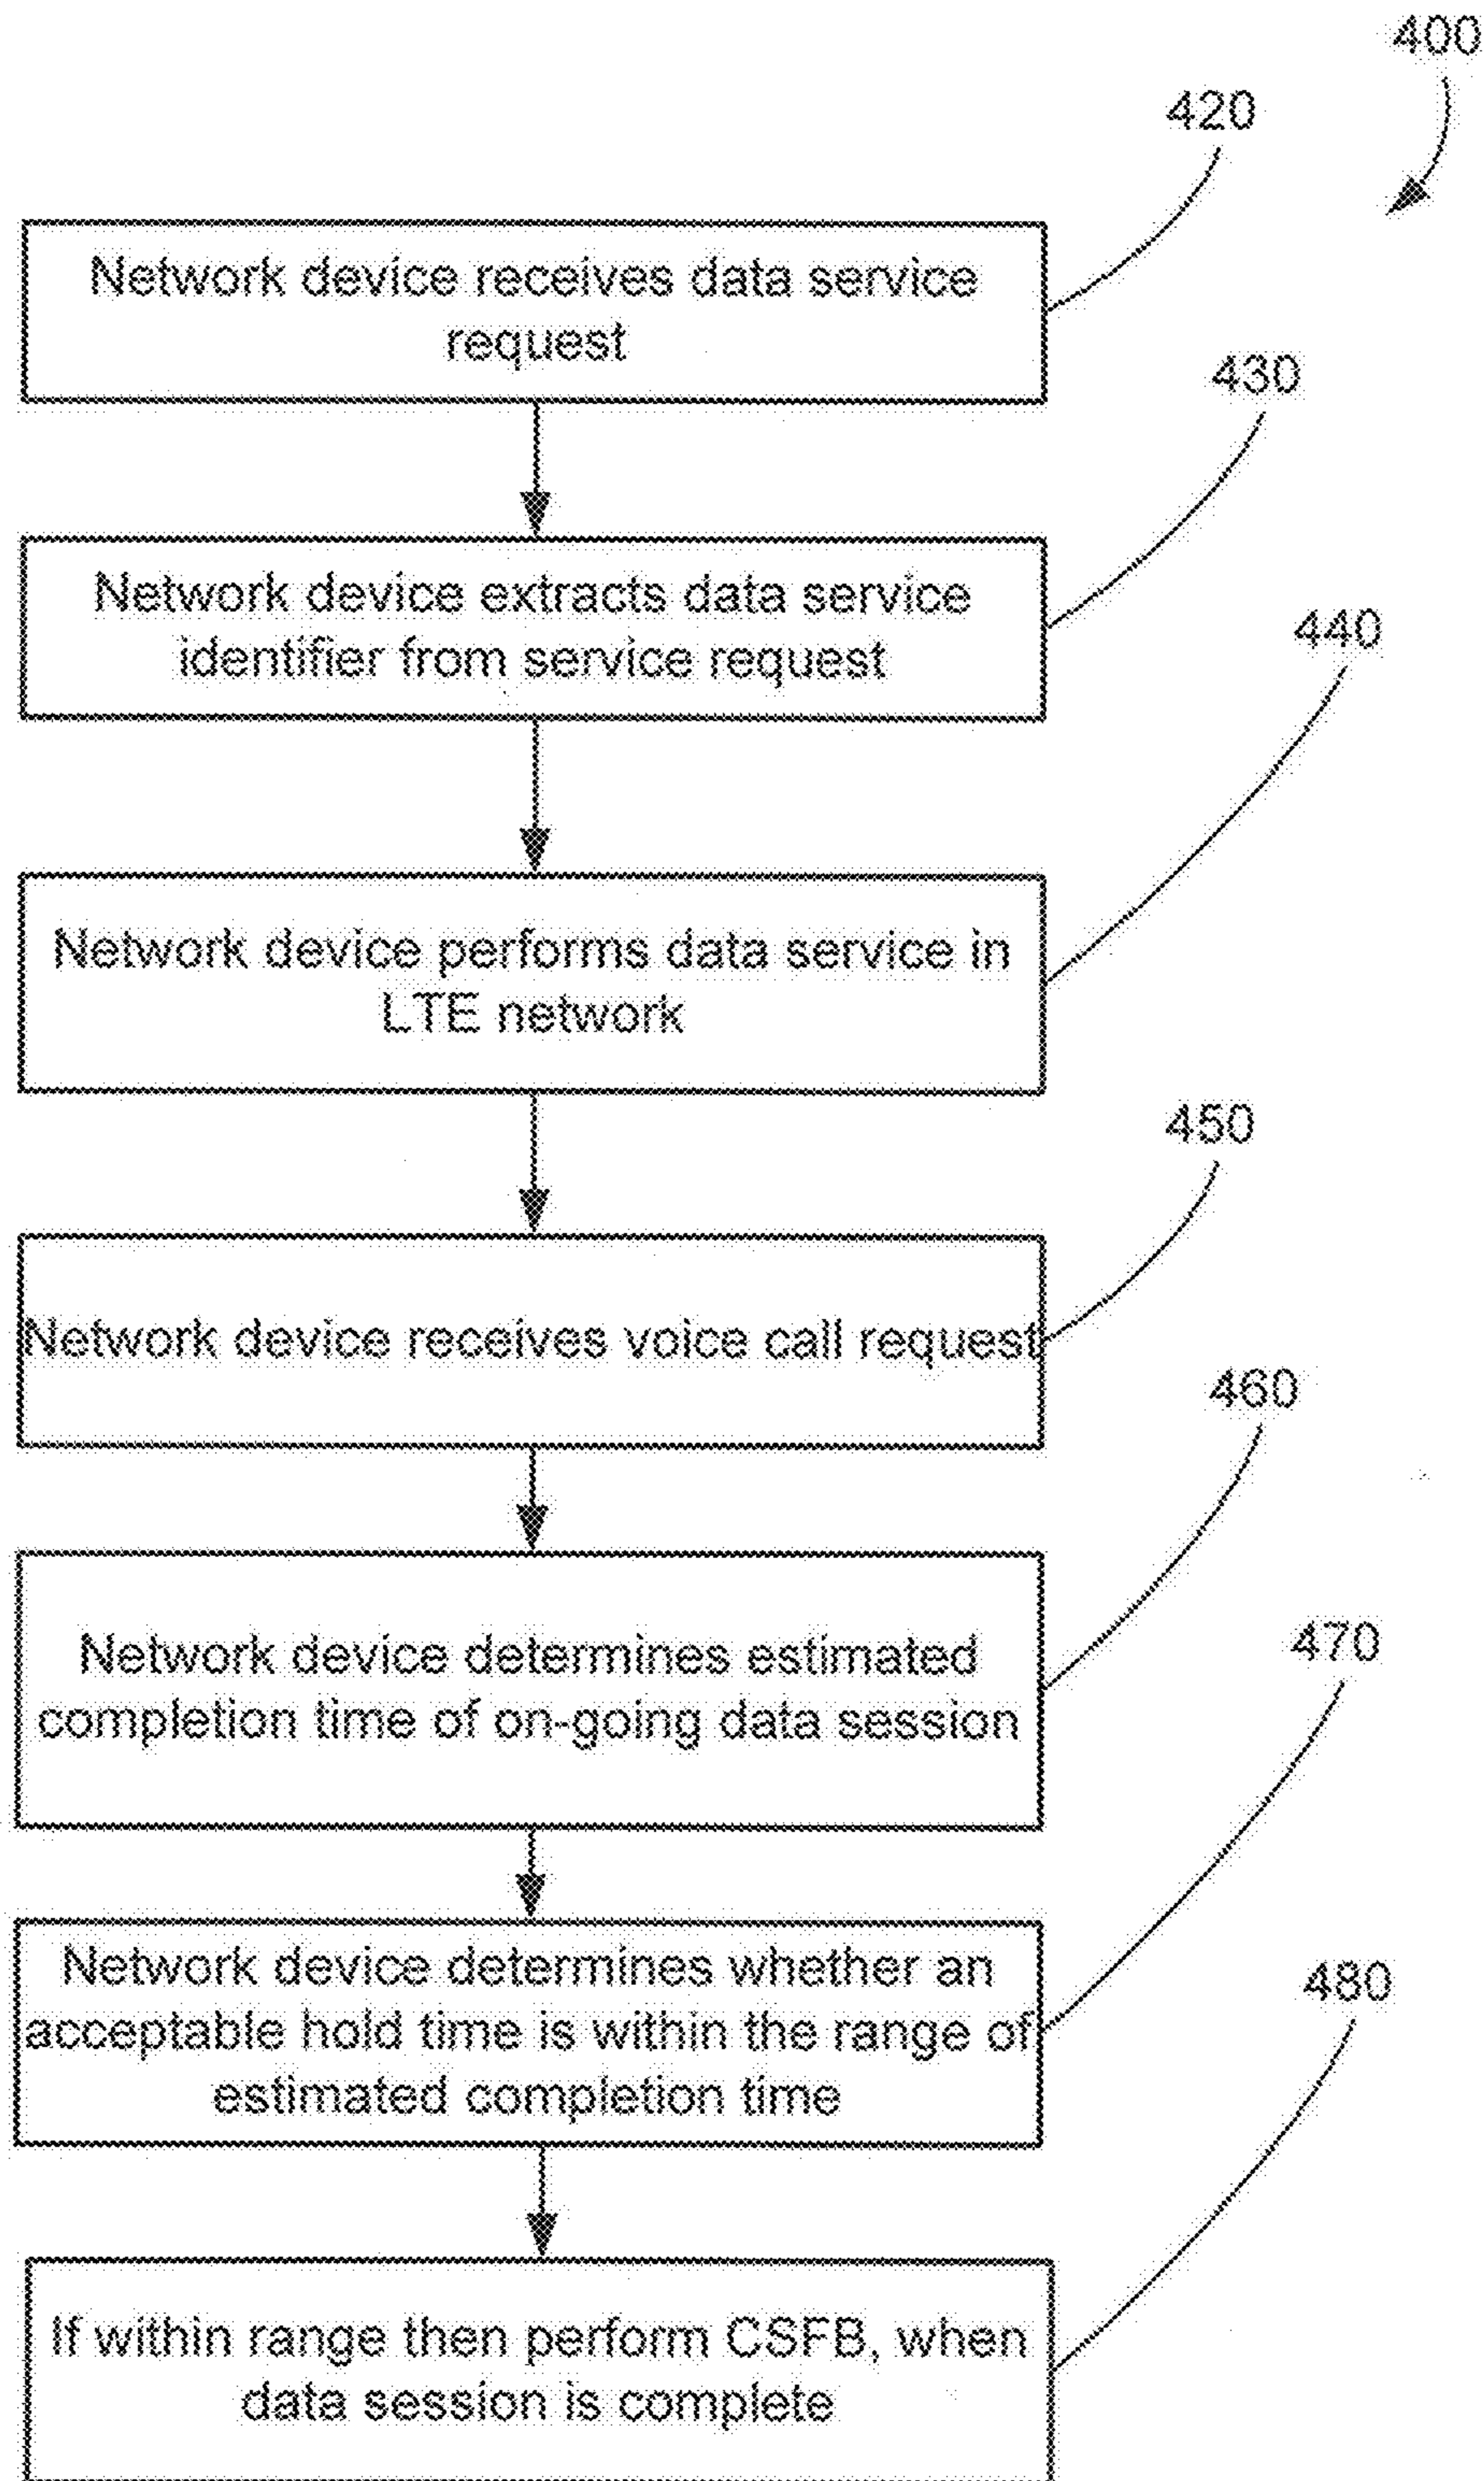 400
420
Network device receives data service
request
430
Network device extracts data service
identifier from service request
440
Network device performs data service in
LTE network
450
Network device receives voice call request
460
Network device determines estimated
completion time of on-going data session
470
Network device determines whether an
acceptable hold time is within the range of
estimated completion time
480
If within range then perform CSFB, when
data session is complete